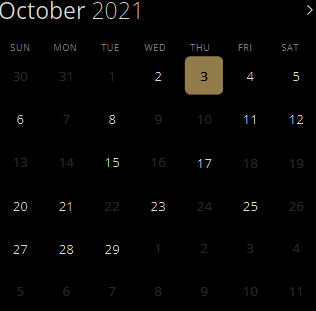 October 2021
SUN MON TUE WED THU FRI SAT
30 31 1 2 3 4 5
6 7 8 9 10 11 12
13 14 15 16 17 18 19
20 21 22 23 24 25 26
27 28 29 1 2 3 4
5 6 7 8 9 10 11